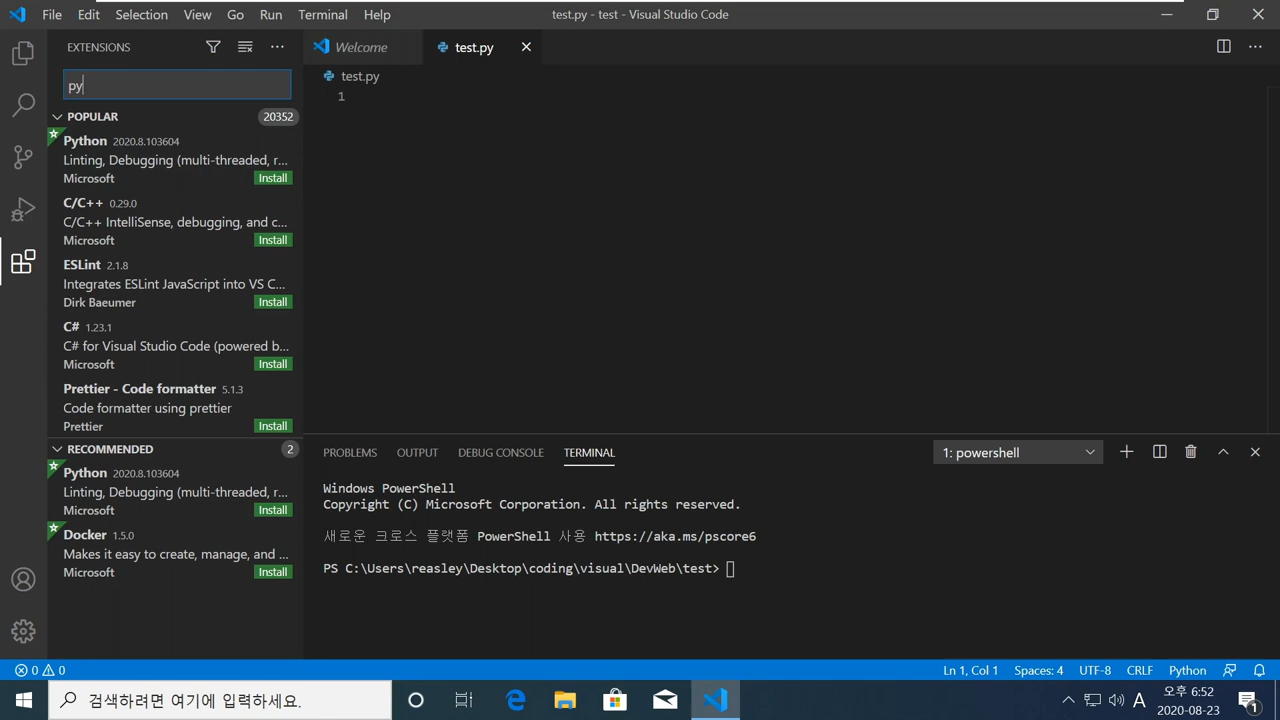 File Edit Selection View Go Run Terminal Help
test.py - test - Visual Studio Code
EXTENSIONS
Welcome
test.py
py
test.py
1
POPULAR 20352
Python 2020.8.103604
Linting, Debugging (multi-threaded, r...
Microsoft Install
C/C++ 0.29.0
C/C++ IntelliSense, debugging, and c...
Microsoft Install
ESLint 2.1.8
Integrates ESLint JavaScript into VS C...
Dirk Baeumer Install
C# 1.23.1
C# for Visual Studio Code (powered b...
Microsoft Install
Prettier - Code formatter 5.1.3
Code formatter using prettier
Prettier Install
RECOMMENDED 2
Python 2020.8.103604
Linting, Debugging (multi-threaded, r...
Microsoft Install
Docker 1.5.0
Makes it easy to create, manage, and ...
Microsoft Install
PROBLEMS OUTPUT DEBUG CONSOLE TERMINAL 1: powershell
Windows PowerShell
Copyright (C) Microsoft Corporation. All rights reserved.
새로운 크로스 플랫폼 PowerShell 사용 https://aka.ms/pscore6
PS C:\Users\reasley\Desktop\coding\visual\DevWeb\test>
0 0 Ln 1, Col 1 Spaces: 4 UTF-8 CRLF Python
검색하려면 여기에 입력하세요.
A
오후 6:52
2020-08-23
1